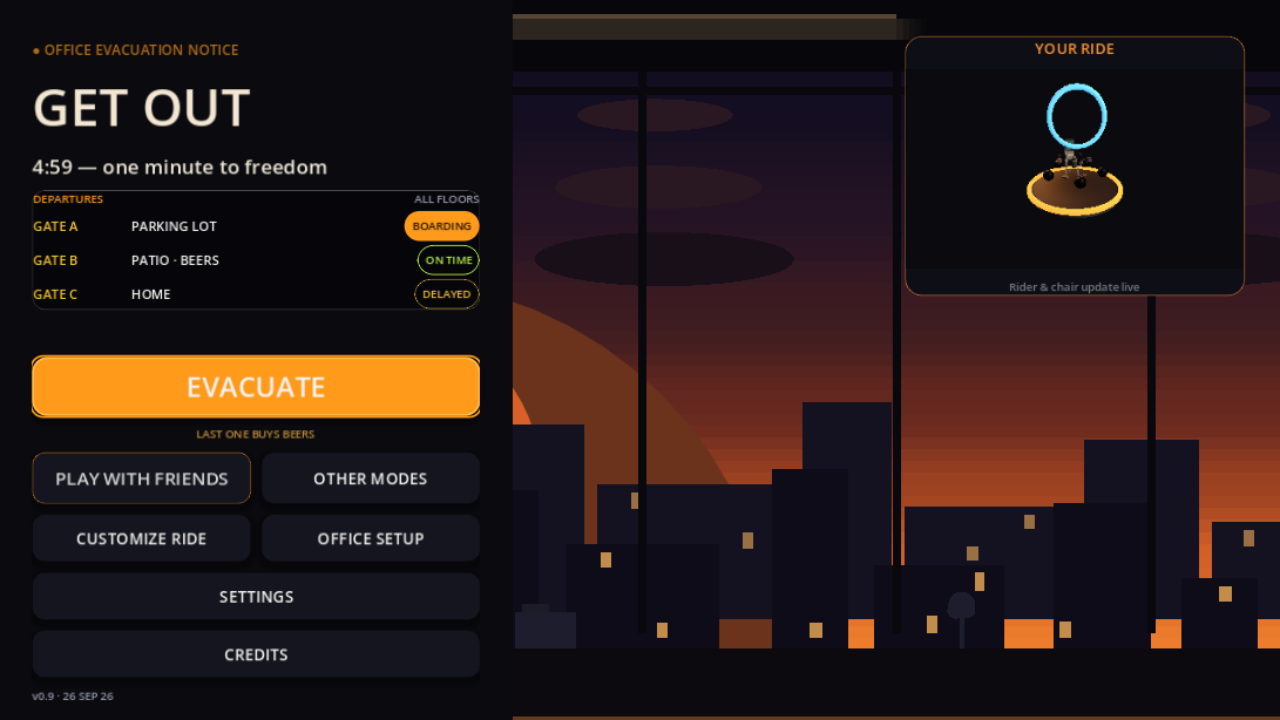 • OFFICE EVACUATION NOTICE
GET OUT
4:59 — one minute to freedom
DEPARTURES ALL FLOORS
GATE A PARKING LOT BOARDING
GATE B PATIO · BEERS ON TIME
GATE C HOME DELAYED
EVACUATE
LAST ONE BUYS BEERS
PLAY WITH FRIENDS OTHER MODES
CUSTOMIZE RIDE OFFICE SETUP
SETTINGS
CREDITS
v0.9 · 26 SEP 26
YOUR RIDE
Rider & chair update live